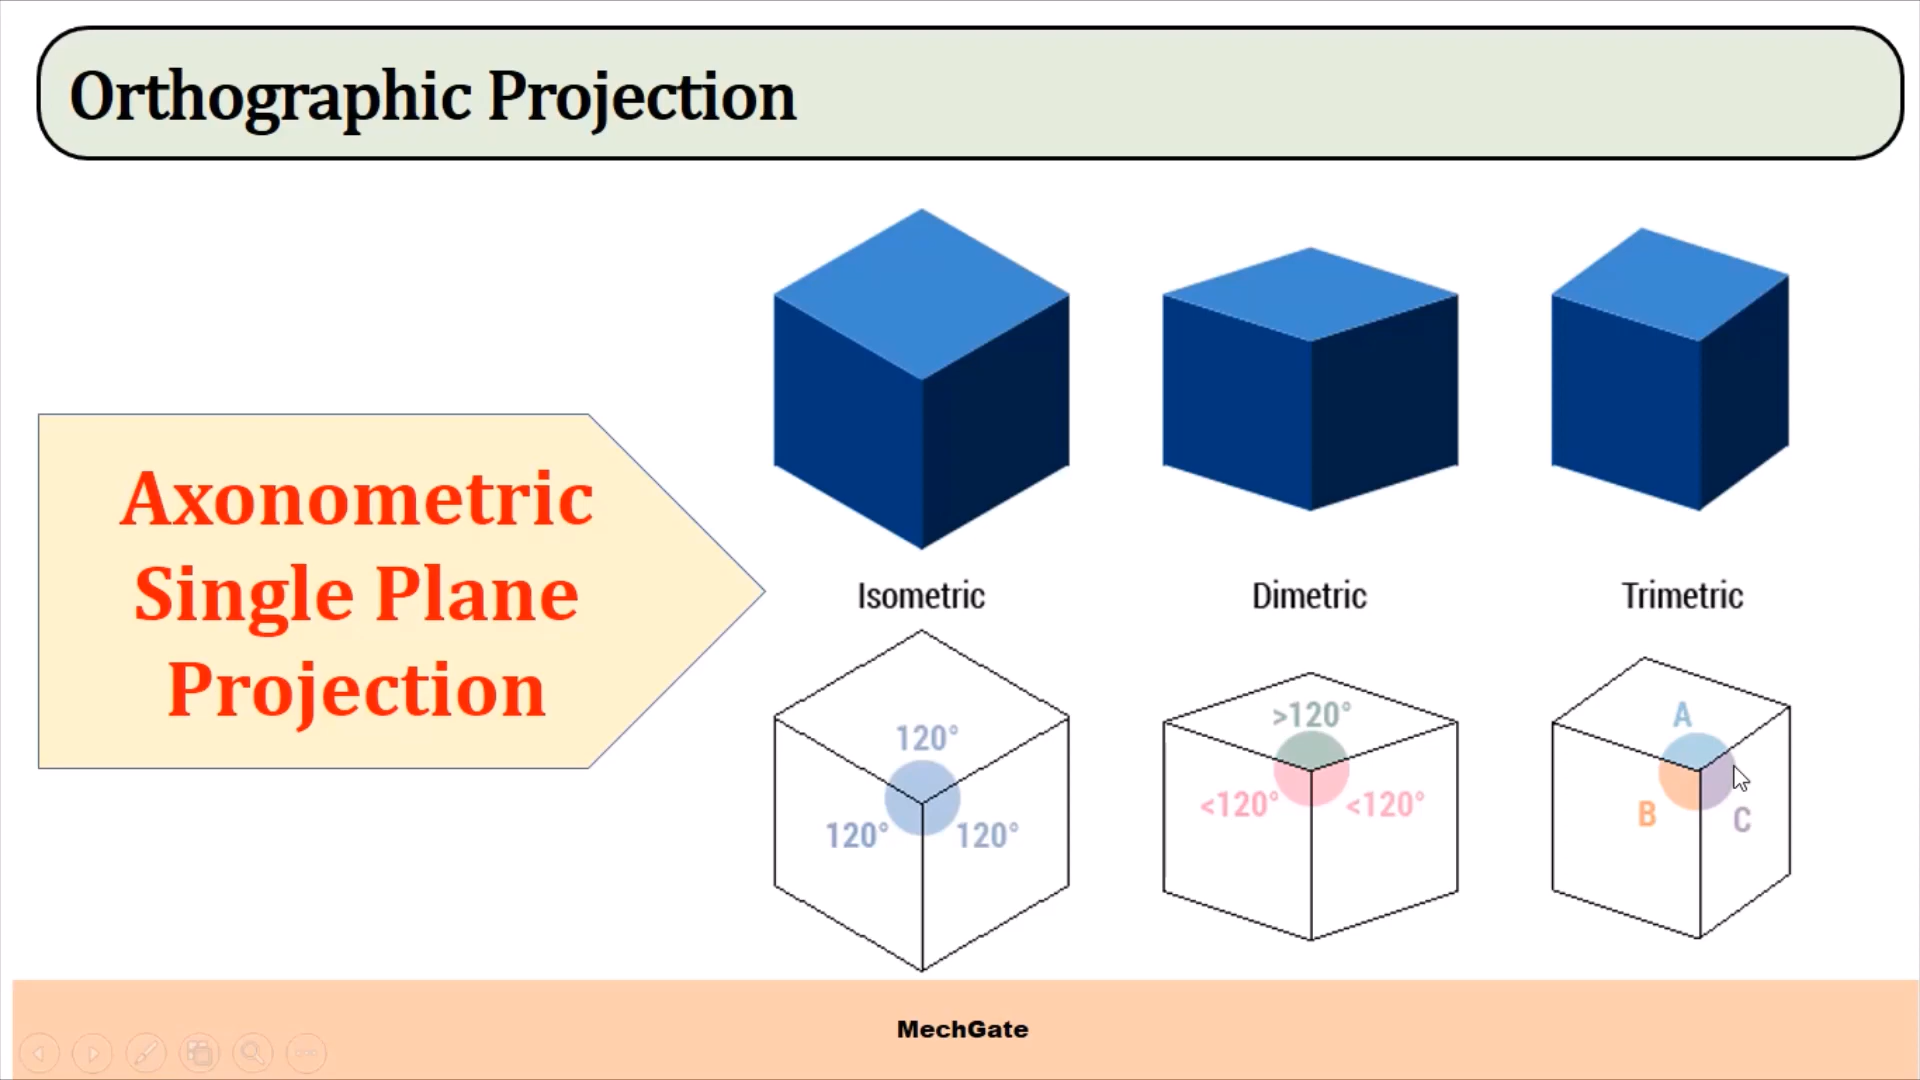 Orthographic Projection
Axonometric
Single Plane
Projection
Isometric
Dimetric
Trimetric
120°
120°
120°
>120°
<120°
<120°
A
B
C
MechGate